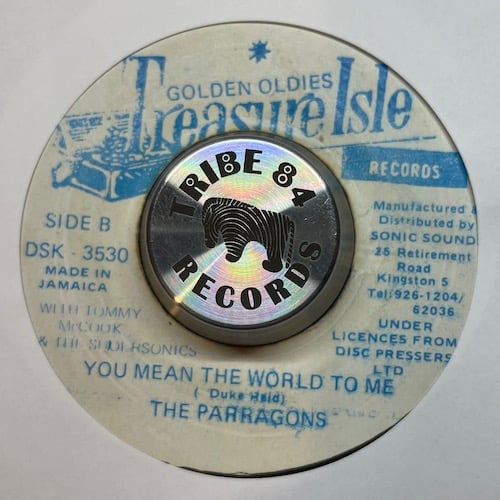 GOLDEN OLDIES
Treasure Isle
RECORDS
TRIBE 84
RECORDS
SIDE B
DSK - 3530
MADE IN
JAMAICA
WITH TOMMY
McCOOK
& THE SUPERSONICS
Manufactured &
Distributed by
SONIC SOUND
25 Retirement
Road
Kingston 5
Tel:926-1204/
62036
UNDER
LICENCES FROM
DISC PRESSERS
LTD
YOU MEAN THE WORLD TO ME
( Duke Reid)
THE PARRAGONS